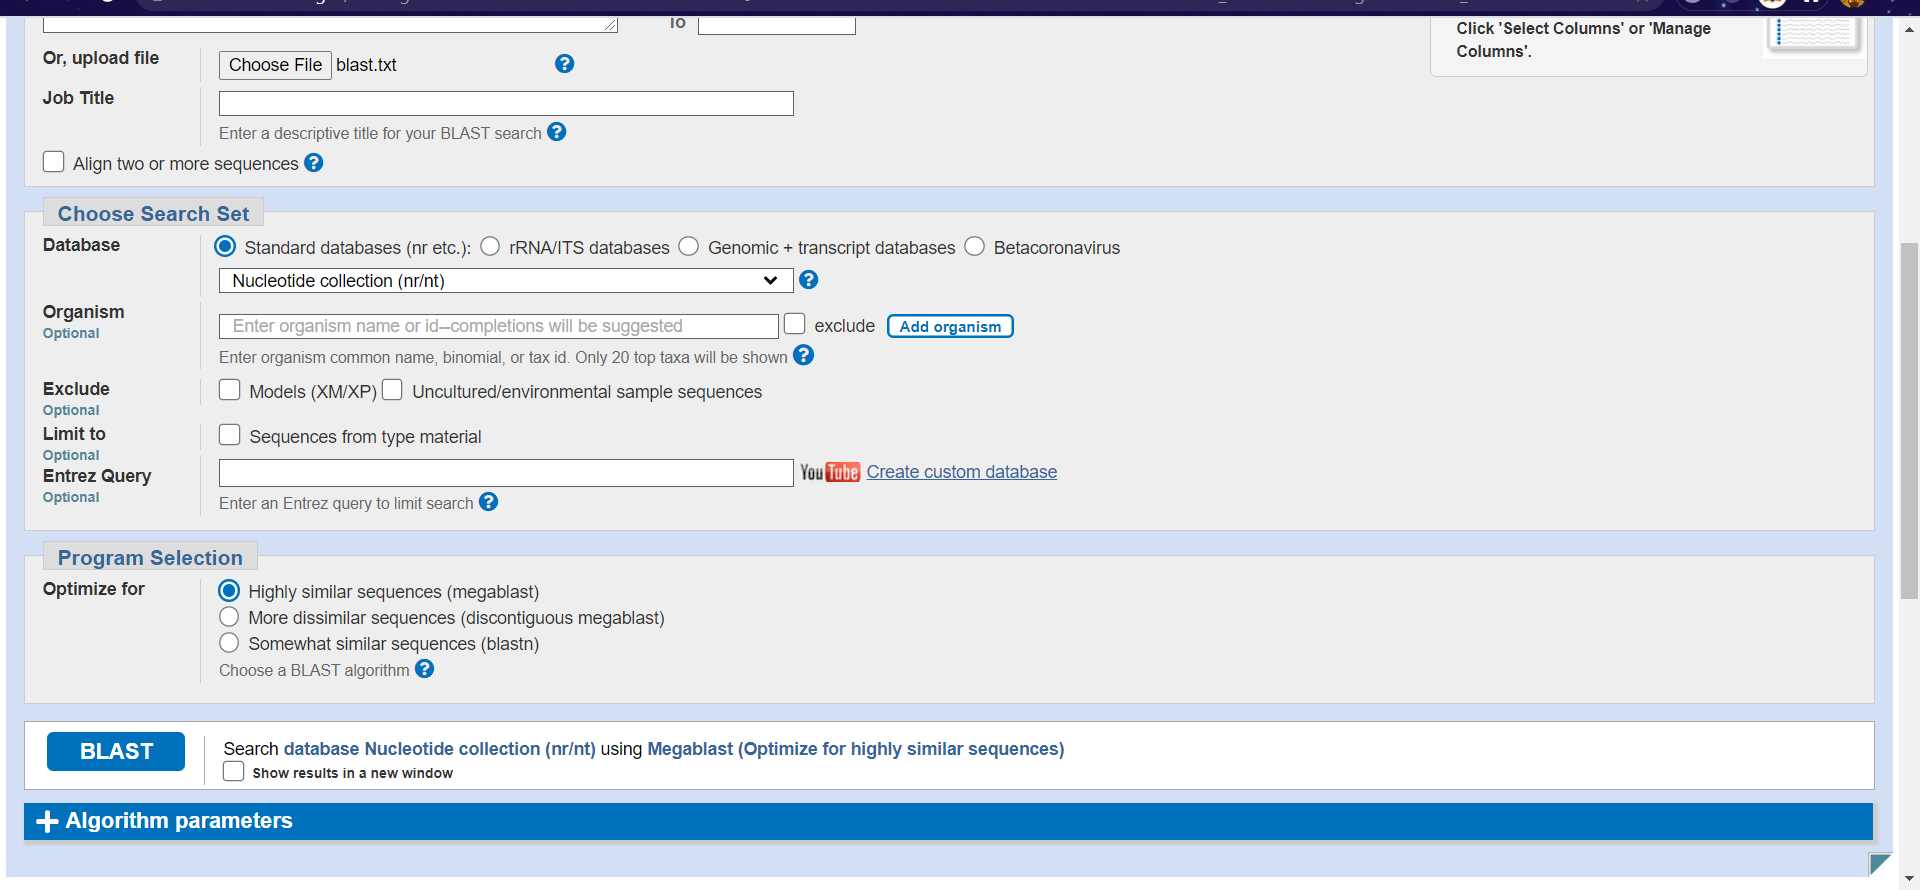 To
Click 'Select Columns' or 'Manage
Columns'.
Or, upload file
Choose File blast.txt
Job Title
Enter a descriptive title for your BLAST search
Align two or more sequences
Choose Search Set
Database
Standard databases (nr etc.): rRNA/ITS databases Genomic + transcript databases Betacoronavirus
Nucleotide collection (nr/nt)
Organism
Optional
Enter organism name or id--completions will be suggested exclude Add organism
Enter organism common name, binomial, or tax id. Only 20 top taxa will be shown
Exclude
Optional
Models (XM/XP) Uncultured/environmental sample sequences
Limit to
Optional
Sequences from type material
Entrez Query
Optional
YouTube Create custom database
Enter an Entrez query to limit search
Program Selection
Optimize for
Highly similar sequences (megablast)
More dissimilar sequences (discontiguous megablast)
Somewhat similar sequences (blastn)
Choose a BLAST algorithm
BLAST
Search database Nucleotide collection (nr/nt) using Megablast (Optimize for highly similar sequences)
Show results in a new window
Algorithm parameters